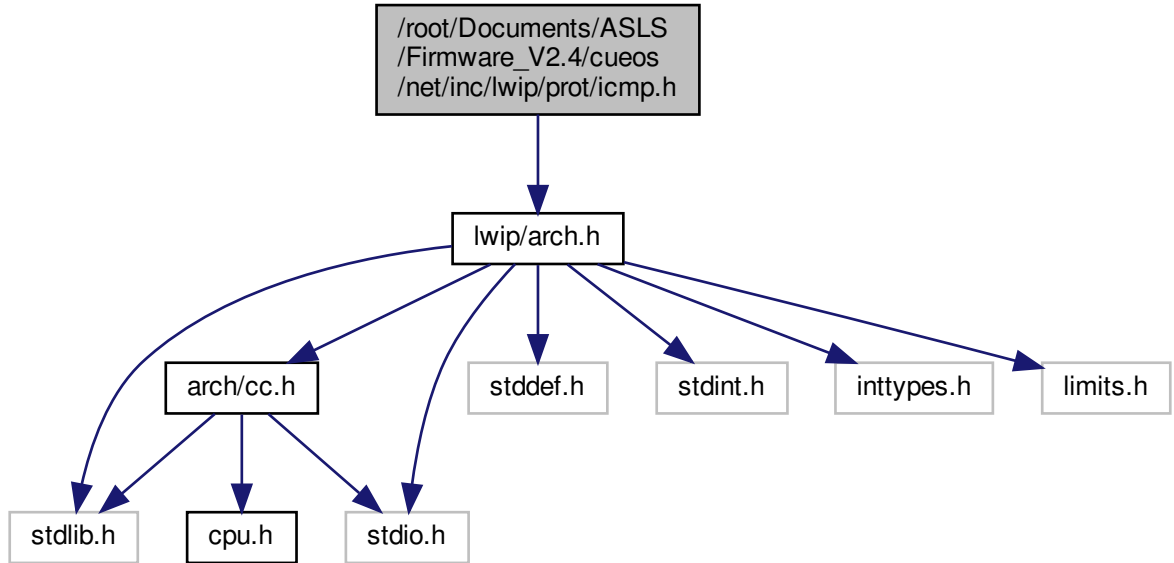 /root/Documents/ASLS
/Firmware_V2.4/cueos
/net/inc/lwip/prot/icmp.h
lwip/arch.h
arch/cc.h
stddef.h
stdint.h
inttypes.h
limits.h
stdlib.h
cpu.h
stdio.h